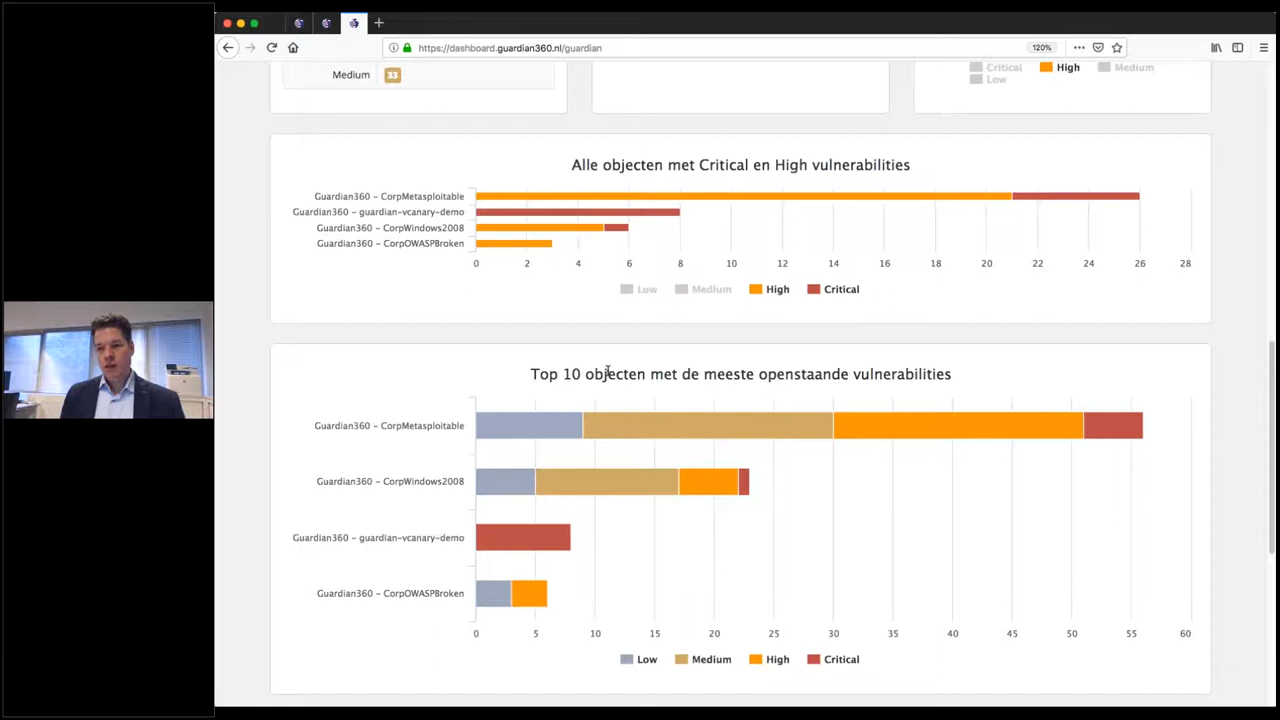 https://dashboard.guardian360.nl/guardian
120%
Medium 33
Critical High Medium
Low
Alle objecten met Critical en High vulnerabilities
Guardian360 - CorpMetasploitable
Guardian360 - guardian-vcanary-demo
Guardian360 - CorpWindows2008
Guardian360 - CorpOWASPBroken
0 2 4 6 8 10 12 14 16 18 20 22 24 26 28
Low Medium High Critical
Top 10 objecten met de meeste openstaande vulnerabilities
Guardian360 - CorpMetasploitable
Guardian360 - CorpWindows2008
Guardian360 - guardian-vcanary-demo
Guardian360 - CorpOWASPBroken
0 5 10 15 20 25 30 35 40 45 50 55 60
Low Medium High Critical